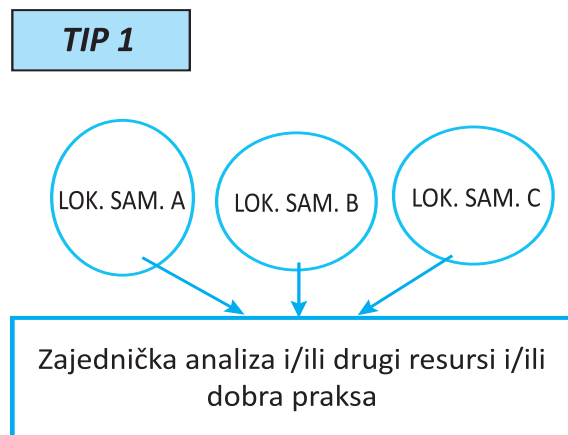 TIP 1
LOK. SAM. A
LOK. SAM. B
LOK. SAM. C
Zajednička analiza i/ili drugi resursi i/ili
dobra praksa